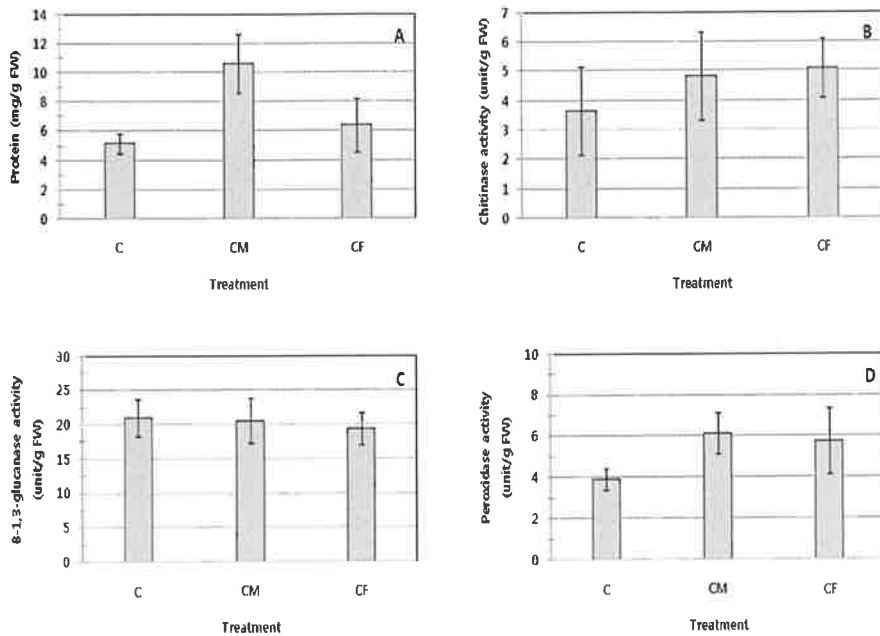 A
Protein (mg/g FW)
14
12
10
8
6
4
2
0
C CM CF
Treatment
B
Chitinase activity (unit/g FW)
7
6
5
4
3
2
1
0
C CM CF
Treatment
C
8-1,3-glucanase activity
(unit/g FW)
30
25
20
15
10
5
0
C CM CF
Treatment
D
Peroxidase activity
(unit/g FW)
10
8
6
4
2
0
C CM CF
Treatment